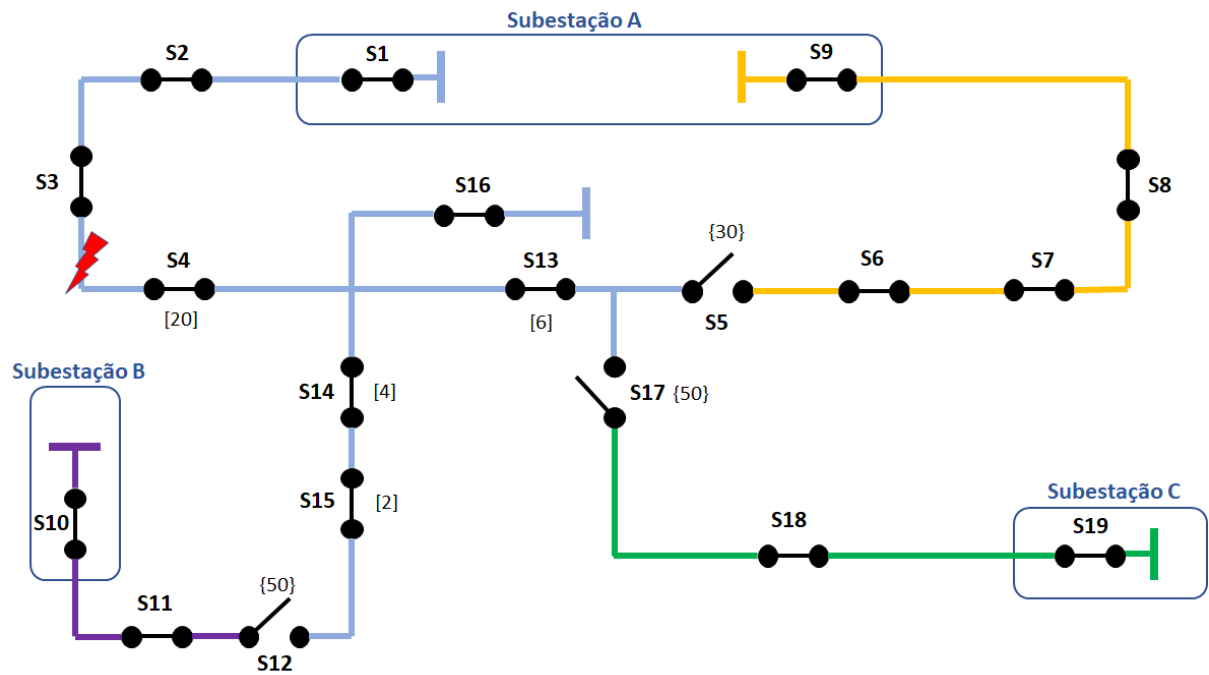 Subestação A
S2
S1
S9
S3
S16
S8
{30}
S4
S13
S6
S7
[20]
[6]
S5
Subestação B
S14
[4]
S17 {50}
S15
[2]
S10
S18
Subestação C
S19
{50}
S11
S12